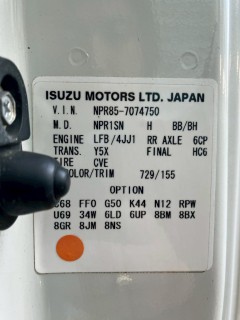 ISUZU MOTORS LTD. JAPAN
V.I.N. NPR85-7074750
M.D. NPR1SN H BB/BH
ENGINE LFB/4JJ1 RR AXLE 6CP
TRANS. Y5X FINAL HC6
TIRE CVE
COLOR/TRIM 729/155
OPTION
C68 FF0 G50 K44 N12 RPW
U69 34W 6LD 6UP 8BM 8BX
8GR 8JM 8NS